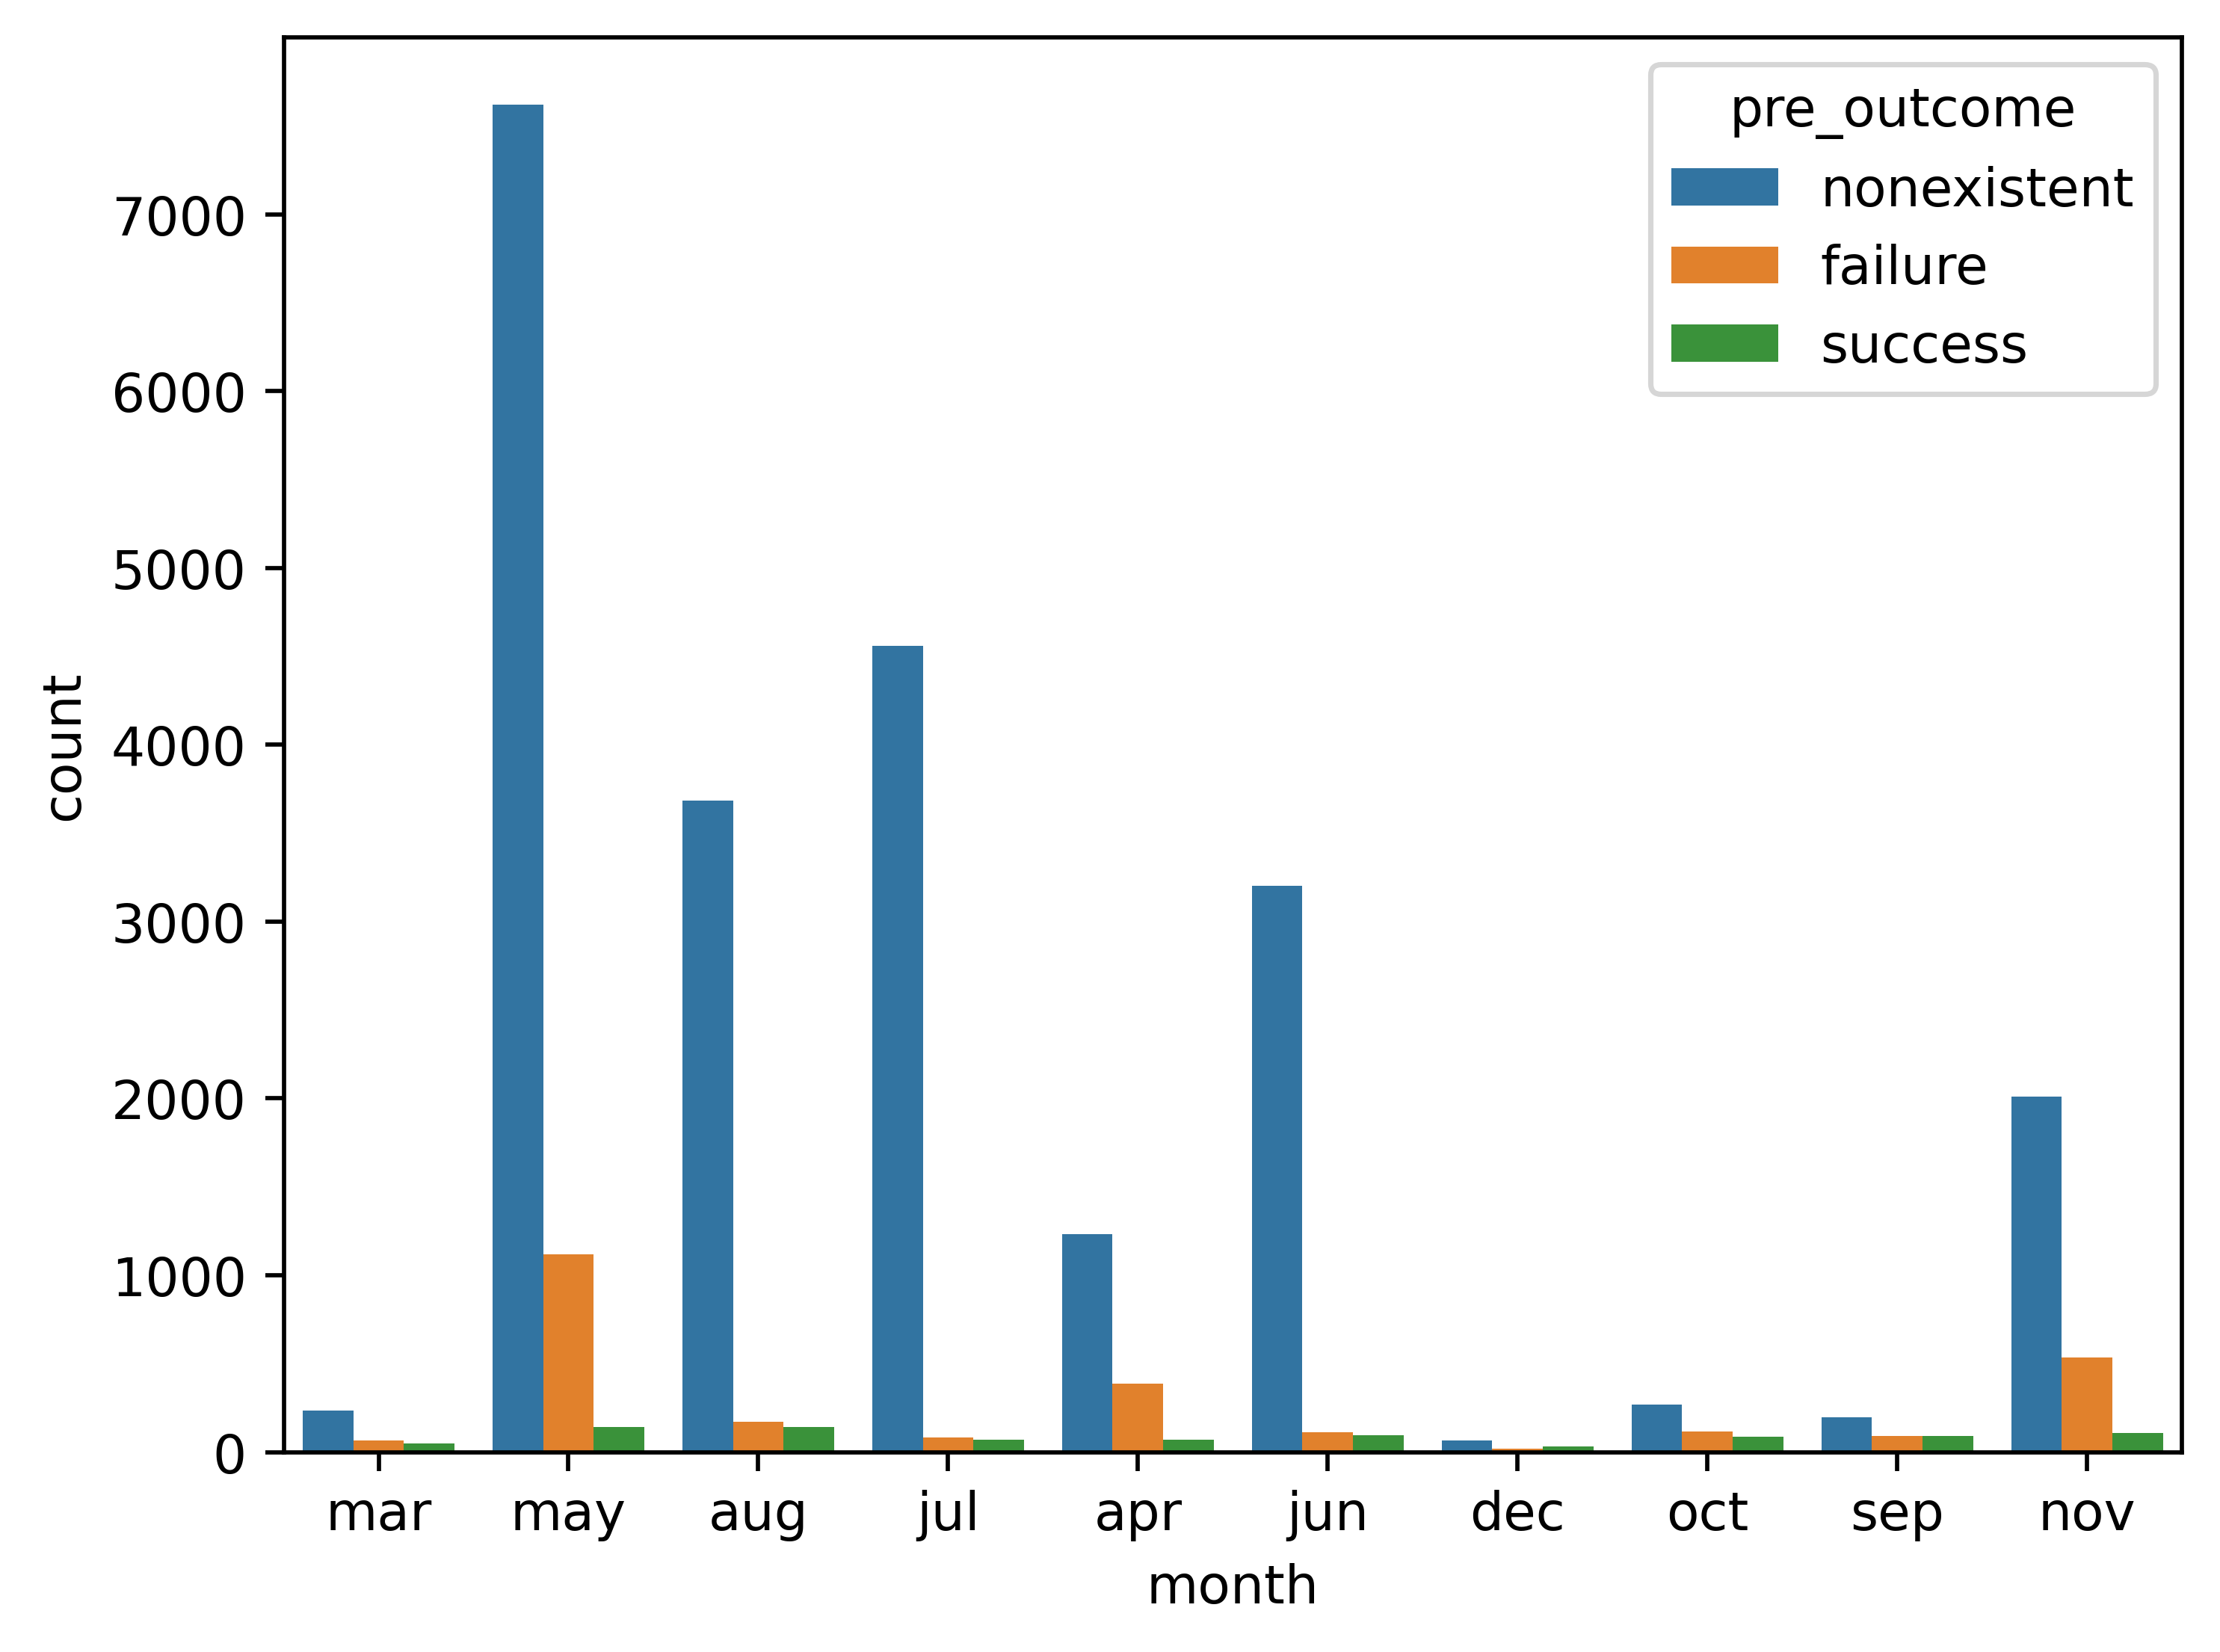 pre_outcome
nonexistent
failure
success
7000
6000
5000
4000
3000
2000
1000
0
count
mar may aug jul apr jun dec oct sep nov
month